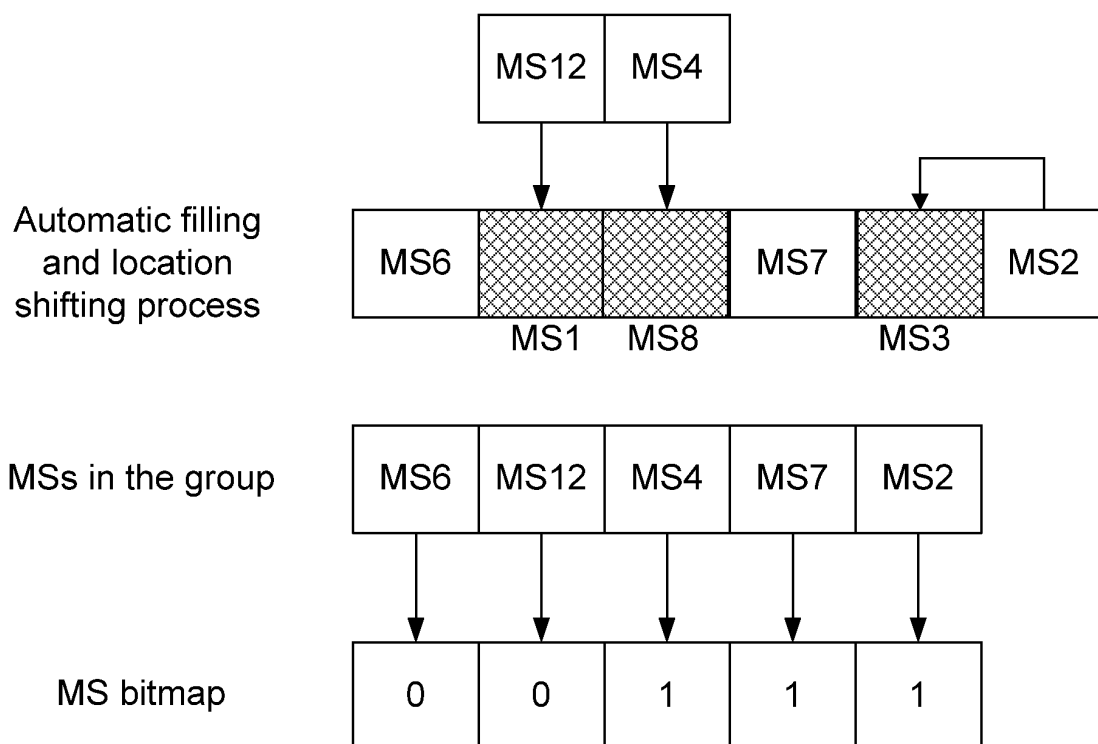 MS12 MS4
Automatic filling
and location
shifting process
MS6 MS7 MS2
MS1 MS8 MS3
MSs in the group
MS6 MS12 MS4 MS7 MS2
MS bitmap
0 0 1 1 1